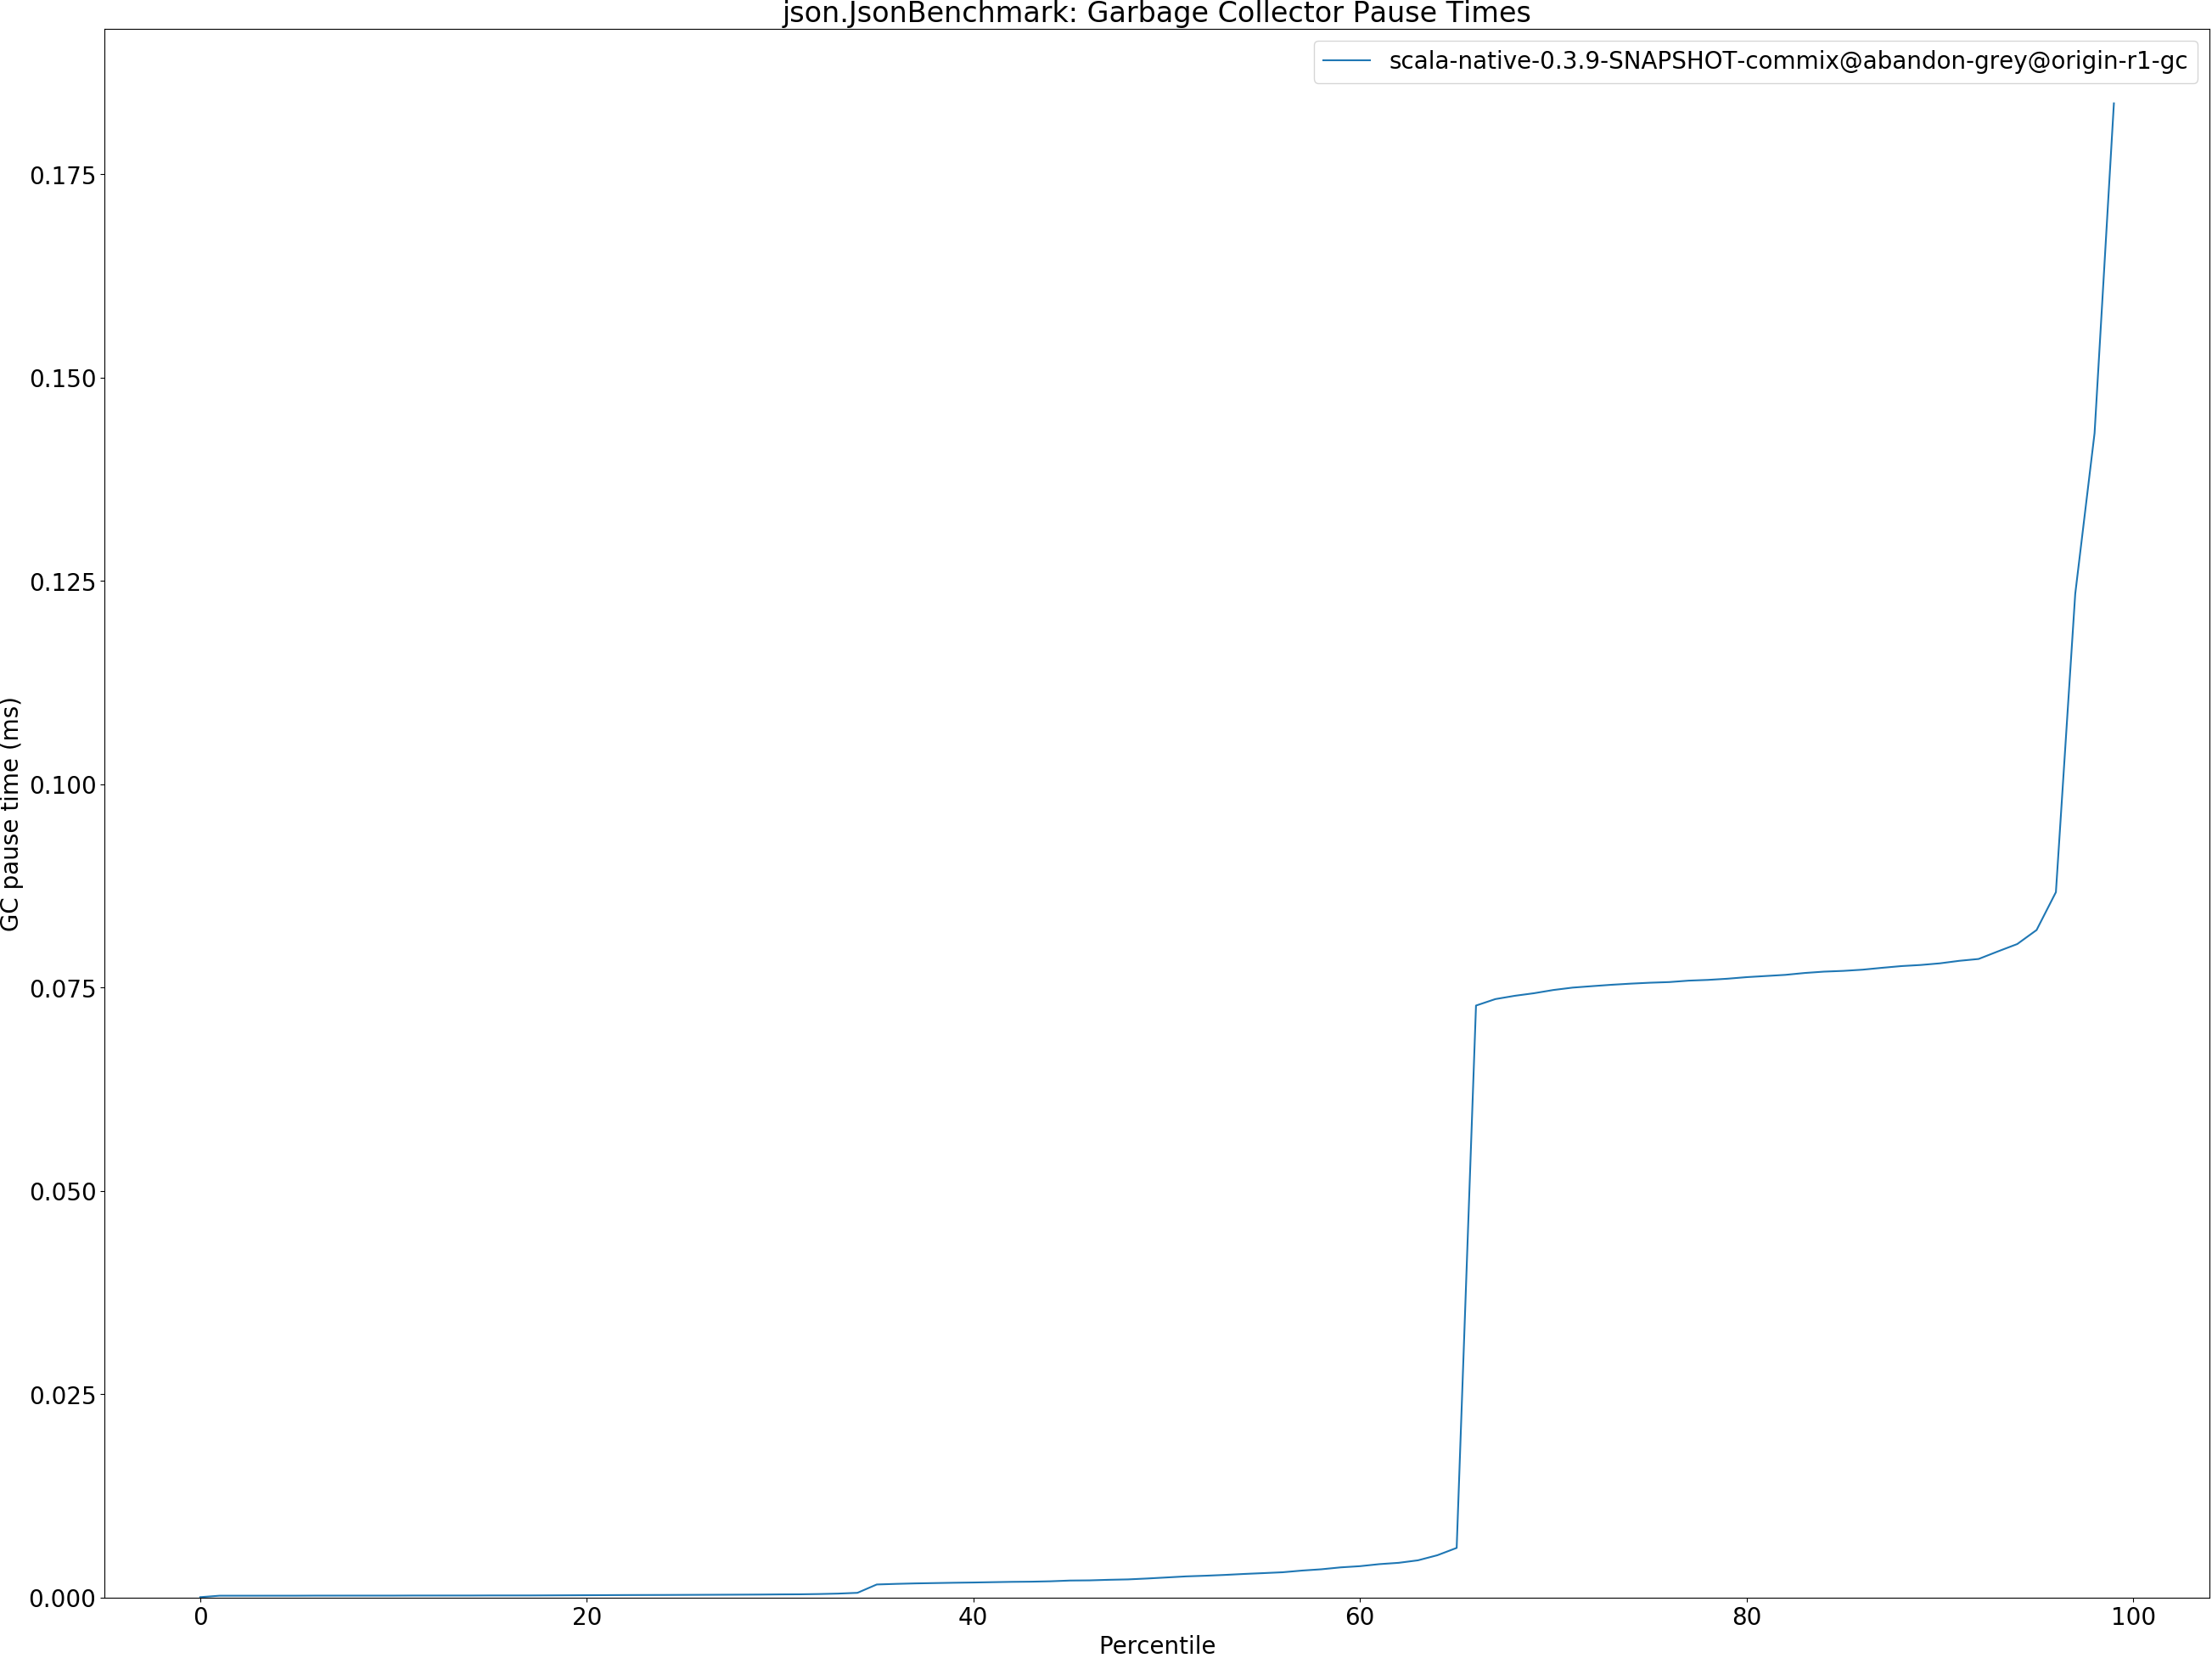 json.JsonBenchmark: Garbage Collector Pause Times
scala-native-0.3.9-SNAPSHOT-commix@abandon-grey@origin-r1-gc
0.175
0.150
0.125
0.100
0.075
0.050
0.025
0.000
GC pause time (ms)
0 20 40 60 80 100
Percentile